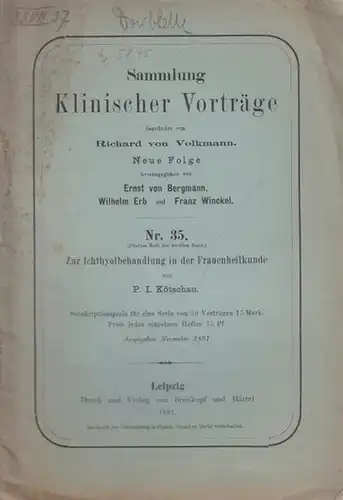 Doublette
Sammlung
Klinischer Vorträge
begründet von
Richard von Volkmann.
Neue Folge
herausgegeben von
Ernst von Bergmann,
Wilhelm Erb und Franz Winckel.
Nr. 35.
(Fünftes Heft der zweiten Serie.)
Zur Ichthyolbehandlung in der Frauenheilkunde
von
P. I. Kötschau.
Subskriptionspreis für eine Serie von 30 Vorträgen 15 Mark.
Preis jedes einzelnen Heftes 75 Pf
Ausgegeben November 1891
Leipzig
Druck und Verlag von Breitkopf und Härtel
1891.